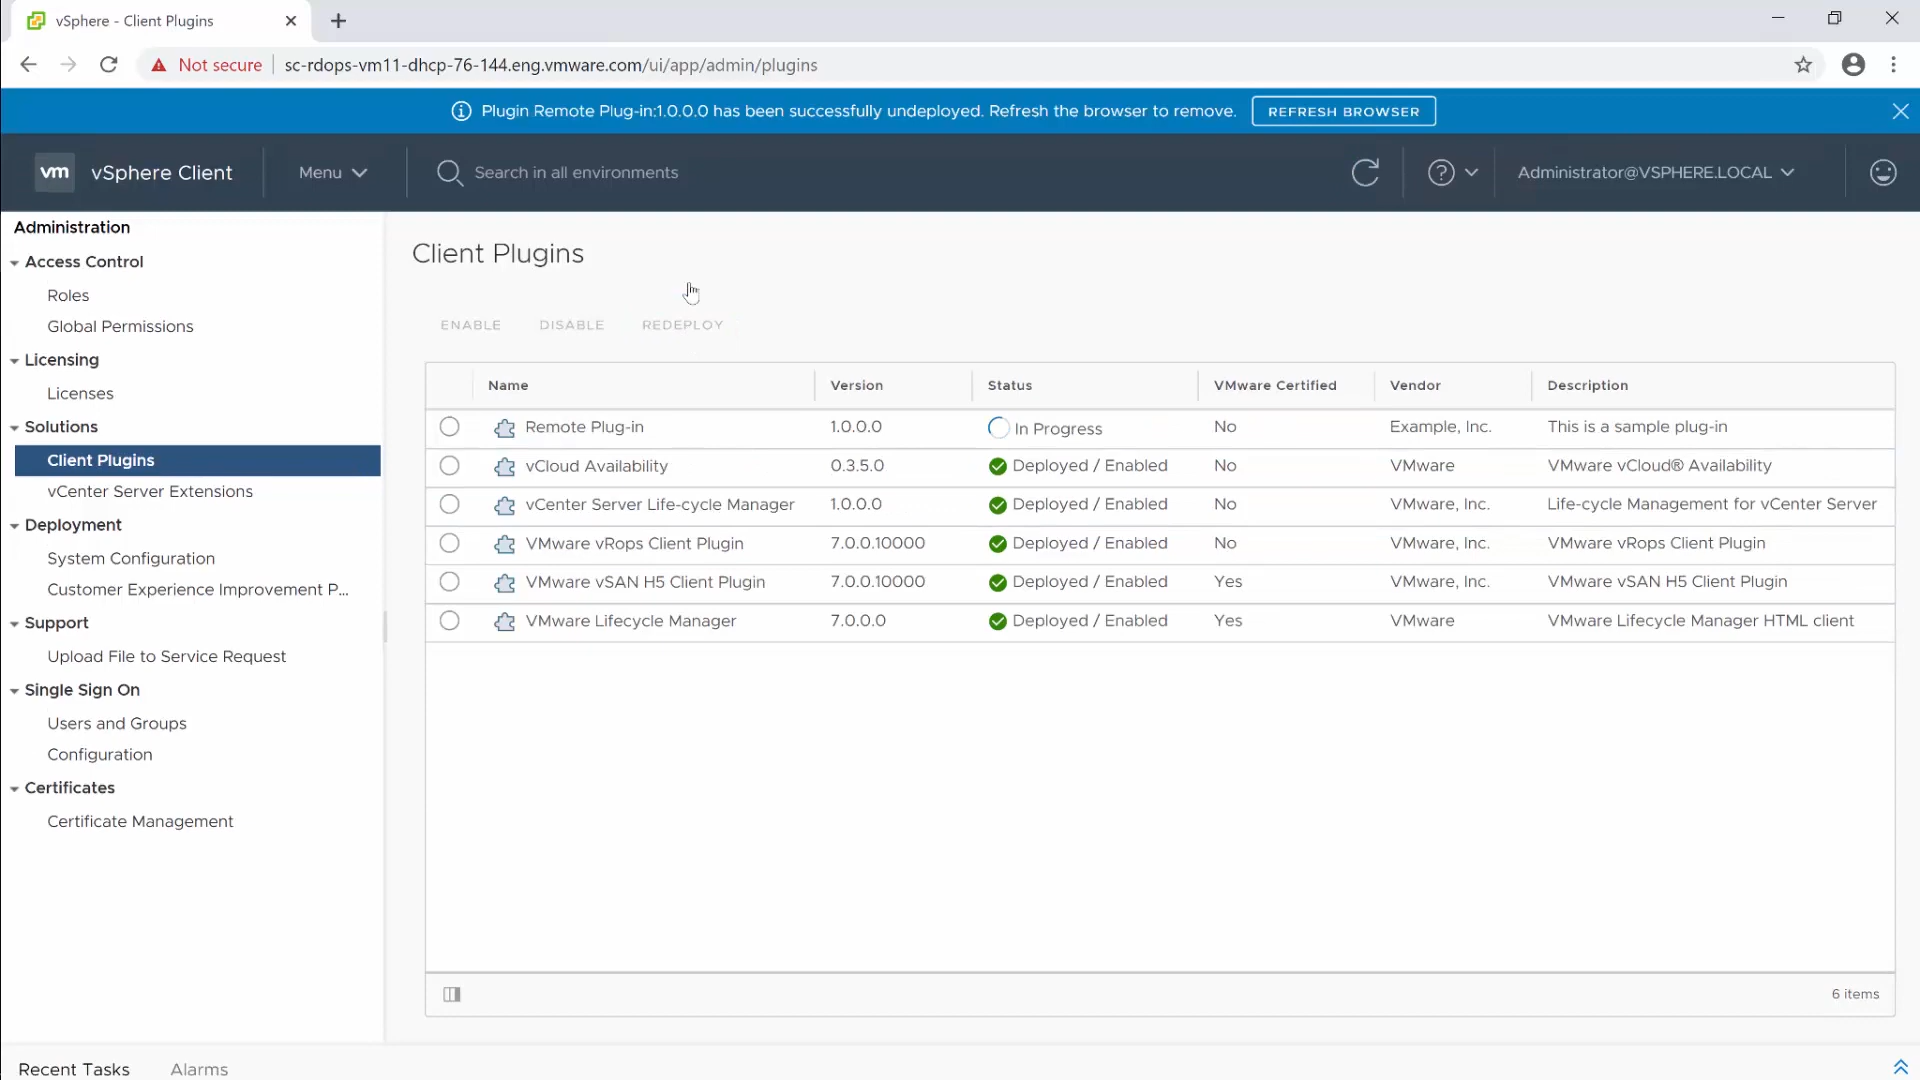 vSphere - Client Plugins
Not secure sc-rdops-vm11-dhcp-76-144.eng.vmware.com/ui/app/admin/plugins
Plugin Remote Plug-in:1.0.0.0 has been successfully undeployed. Refresh the browser to remove. REFRESH BROWSER
vm vSphere Client Menu Search in all environments Administrator@VSPHERE.LOCAL
Administration
Access Control
Roles
Global Permissions
Licensing
Licenses
Solutions
Client Plugins
vCenter Server Extensions
Deployment
System Configuration
Customer Experience Improvement P...
Support
Upload File to Service Request
Single Sign On
Users and Groups
Configuration
Certificates
Certificate Management
Client Plugins
ENABLE DISABLE REDEPLOY
Name Version Status VMware Certified Vendor Description
Remote Plug-in 1.0.0.0 In Progress No Example, Inc. This is a sample plug-in
vCloud Availability 0.3.5.0 Deployed / Enabled No VMware VMware vCloud® Availability
vCenter Server Life-cycle Manager 1.0.0.0 Deployed / Enabled No VMware, Inc. Life-cycle Management for vCenter Server
VMware vRops Client Plugin 7.0.0.10000 Deployed / Enabled No VMware, Inc. VMware vRops Client Plugin
VMware vSAN H5 Client Plugin 7.0.0.10000 Deployed / Enabled Yes VMware, Inc. VMware vSAN H5 Client Plugin
VMware Lifecycle Manager 7.0.0.0 Deployed / Enabled Yes VMware VMware Lifecycle Manager HTML client
6 items
Recent Tasks Alarms